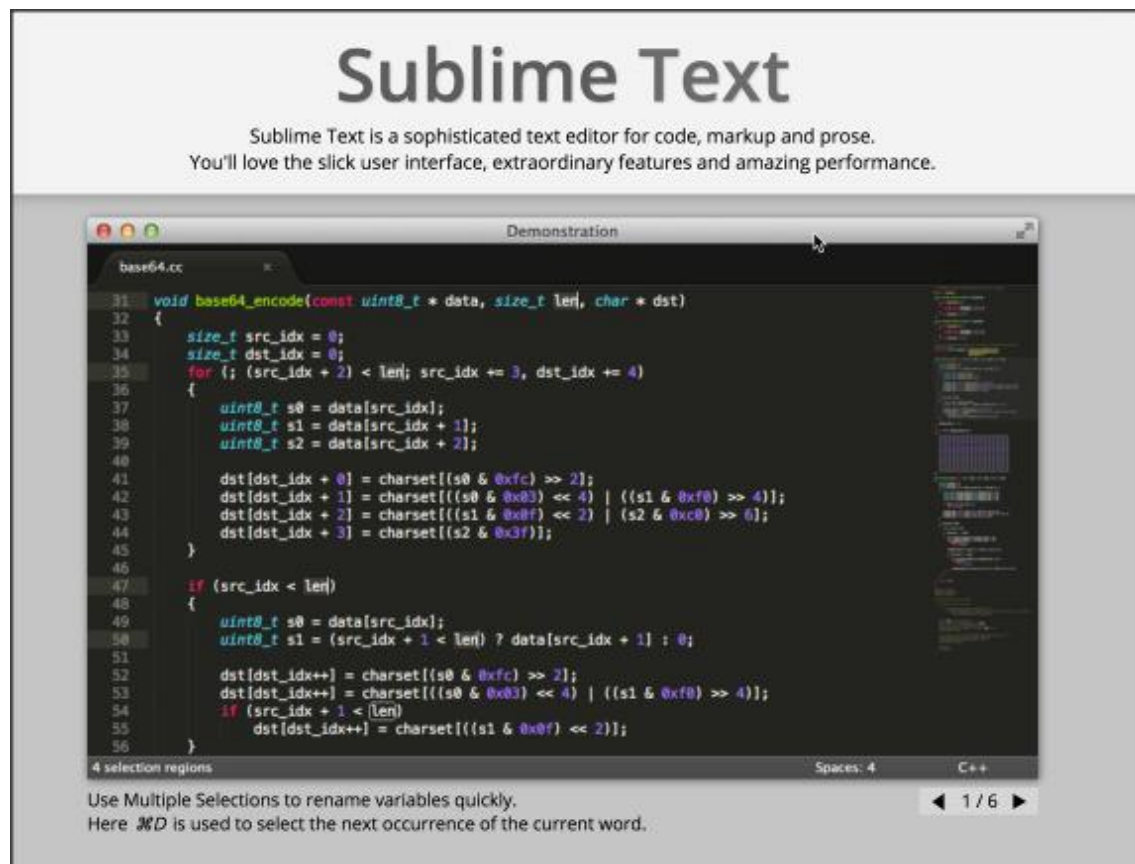 Sublime Text
Sublime Text is a sophisticated text editor for code, markup and prose.
You'll love the slick user interface, extraordinary features and amazing performance.
Demonstration
base64.cc ×
31 void base64_encode(const uint8_t * data, size_t len, char * dst)
32 {
33 size_t src_idx = 0;
34 size_t dst_idx = 0;
35 for (; (src_idx + 2) < len; src_idx += 3, dst_idx += 4)
36 {
37 uint8_t s0 = data[src_idx];
38 uint8_t s1 = data[src_idx + 1];
39 uint8_t s2 = data[src_idx + 2];
40
41 dst[dst_idx + 0] = charset[(s0 & 0xfc) >> 2];
42 dst[dst_idx + 1] = charset[((s0 & 0x03) << 4) | ((s1 & 0xf0) >> 4)];
43 dst[dst_idx + 2] = charset[((s1 & 0x0f) << 2) | (s2 & 0xc0) >> 6];
44 dst[dst_idx + 3] = charset[(s2 & 0x3f)];
45 }
46
47 if (src_idx < len)
48 {
49 uint8_t s0 = data[src_idx];
50 uint8_t s1 = (src_idx + 1 < len) ? data[src_idx + 1] : 0;
51
52 dst[dst_idx++] = charset[(s0 & 0xfc) >> 2];
53 dst[dst_idx++] = charset[((s0 & 0x03) << 4) | ((s1 & 0xf0) >> 4)];
54 if (src_idx + 1 < len)
55 dst[dst_idx++] = charset[((s1 & 0x0f) << 2)];
56 }
4 selection regions Spaces: 4 C++
Use Multiple Selections to rename variables quickly.
Here ⌘D is used to select the next occurrence of the current word.
◀ 1 / 6 ▶